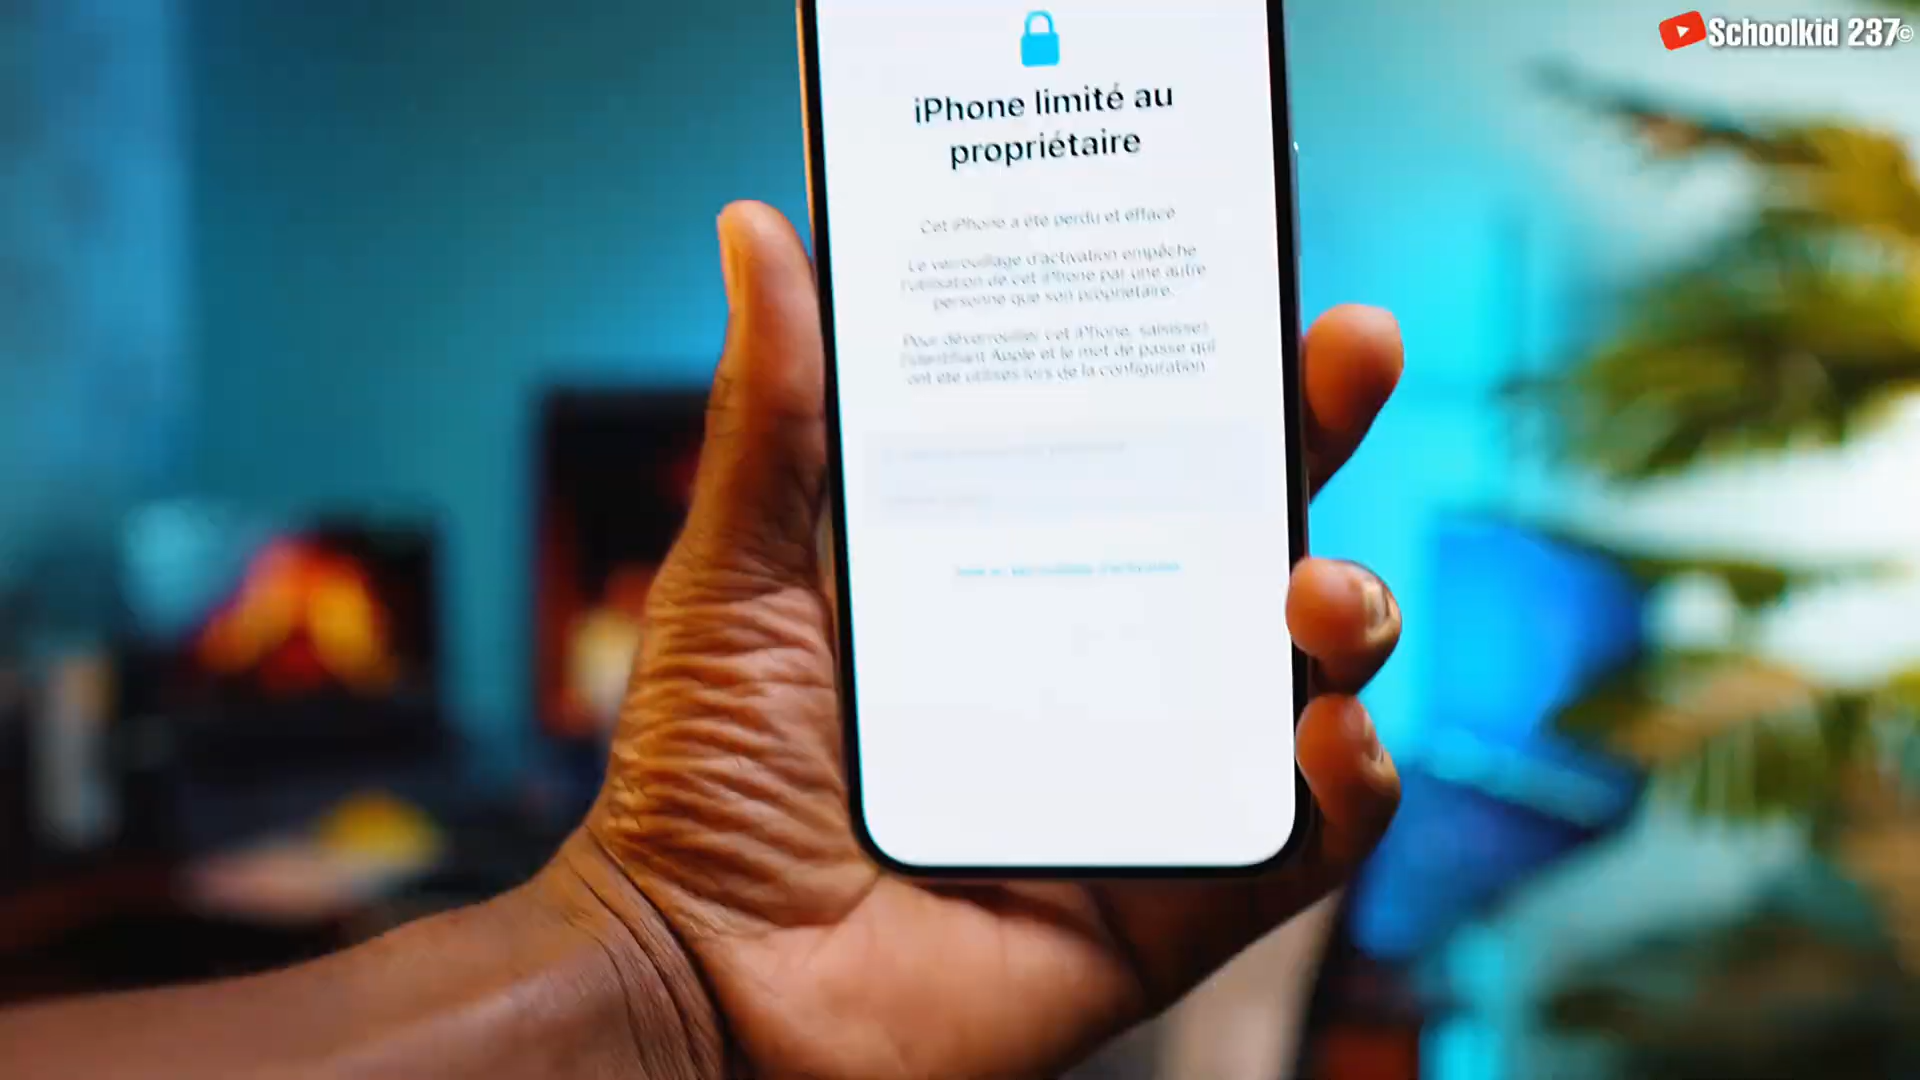 Schoolkid 237©
iPhone limité au
propriétaire
Cet iPhone a été perdu et effacé
Le verrouillage d'activation empêche
l'utilisation de cet iPhone par une autre
personne que son propriétaire.
Pour déverrouiller cet iPhone, saisissez
l'identifiant Apple et le mot de passe qui
ont été utilisés lors de la configuration